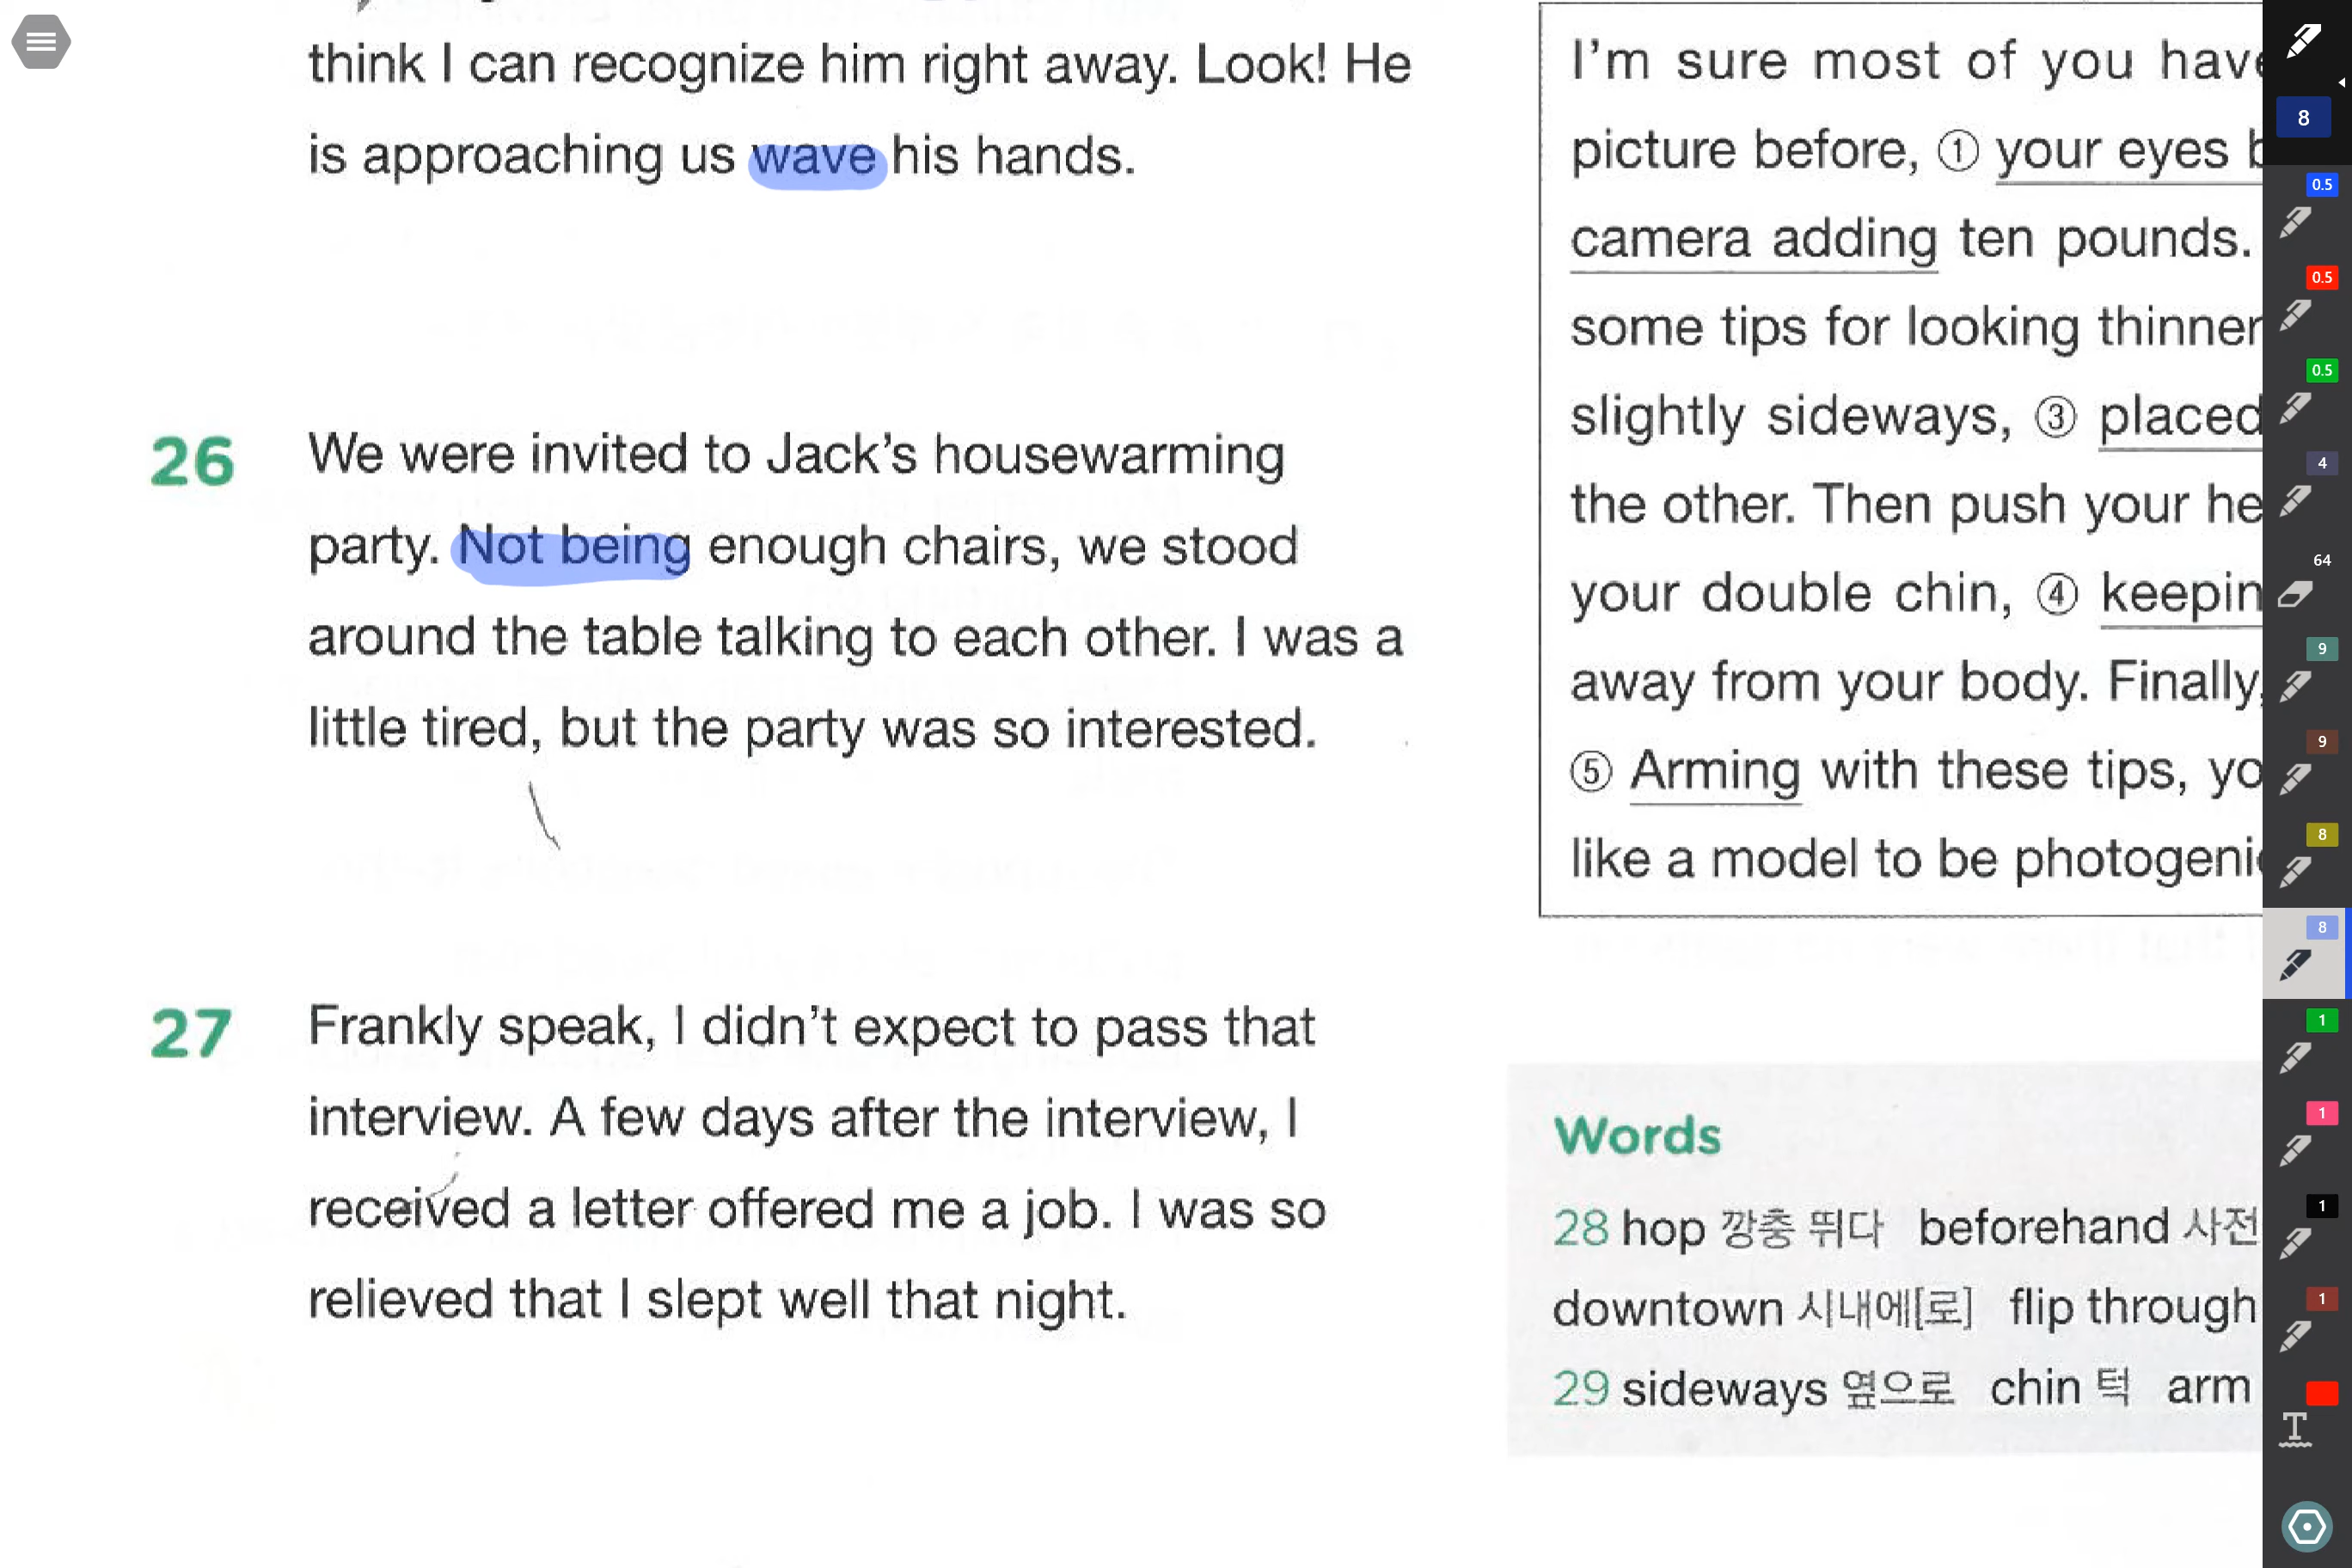 think I can recognize him right away. Look! He
is approaching us wave his hands.
26 We were invited to Jack's housewarming
party. Not being enough chairs, we stood
around the table talking to each other. I was a
little tired, but the party was so interested.
27 Frankly speak, I didn't expect to pass that
interview. A few days after the interview, I
received a letter offered me a job. I was so
relieved that I slept well that night.
I'm sure most of you have
picture before, ① your eyes
camera adding ten pounds.
some tips for looking thinner
slightly sideways, ③ placed
the other. Then push your
your double chin, ④
away from your body. Finally,
⑤ Arming with these tips,
like a model to be
Words
28 hop 깡충 뛰다 beforehand 사전
downtown 시내에[로] flip through
29 sideways 옆으로 chin 턱 arm
8
0.5
0.5
0.5
4
64
9
9
8
8
1
1
1
1
T